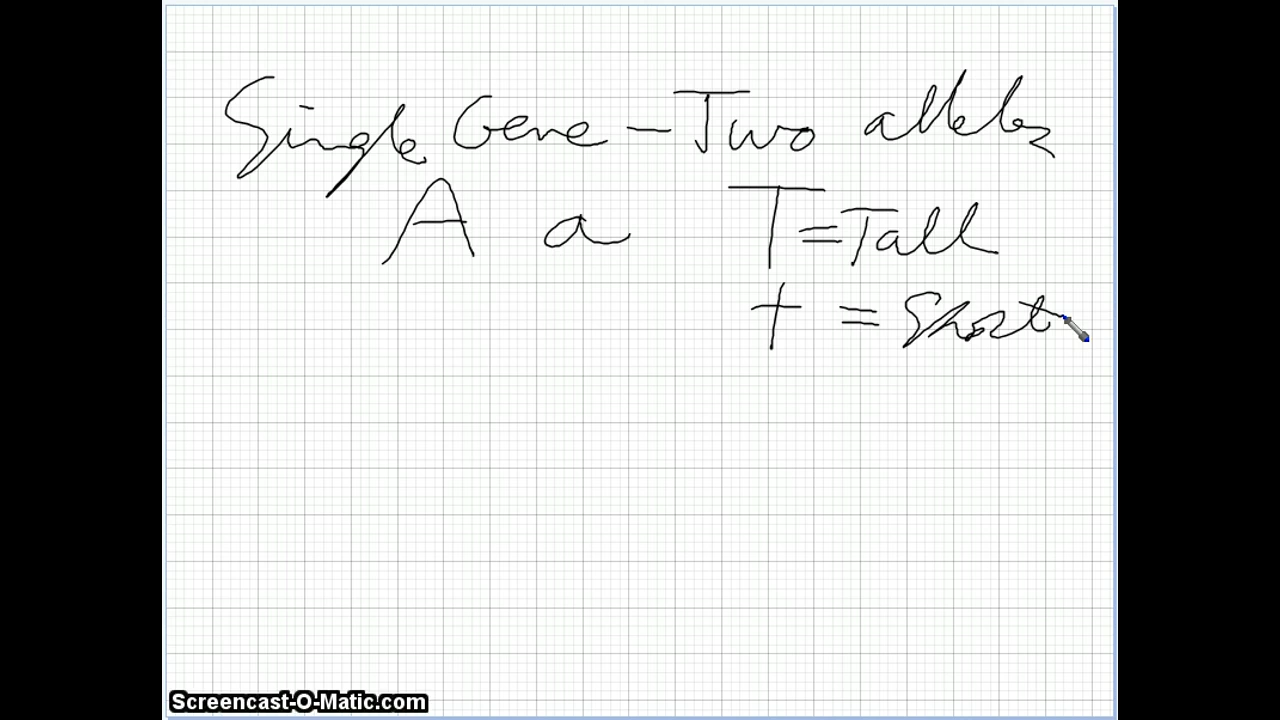 Single Gene - Two alleles
A a T = Tall
t = Short
Screencast-O-Matic.com